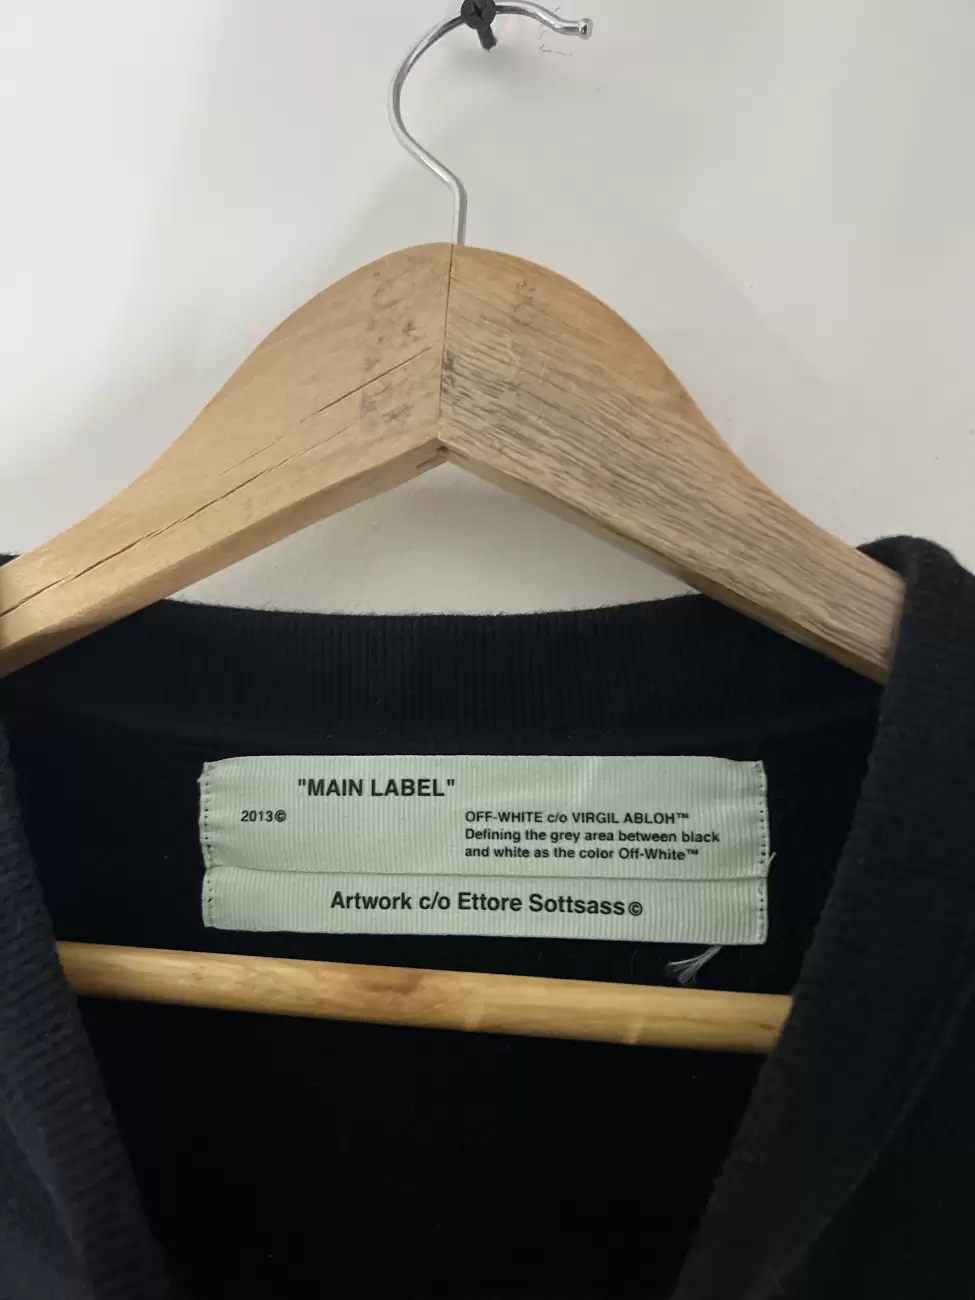 "MAIN LABEL"
2013©
OFF-WHITE c/o VIRGIL ABLOH™
Defining the grey area between black
and white as the color Off-White™
Artwork c/o Ettore Sottsass©